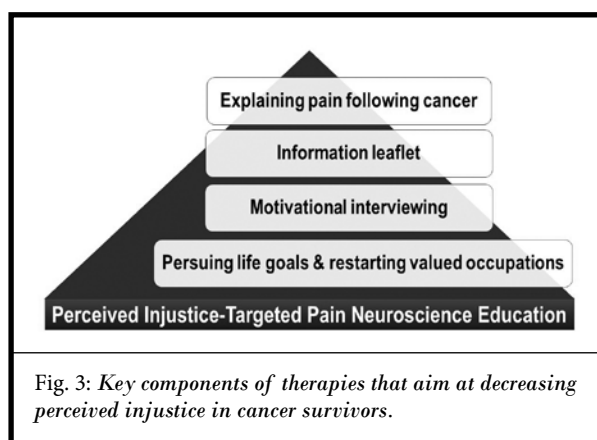 Explaining pain following cancer
Information leaflet
Motivational interviewing
Persuing life goals & restarting valued occupations
Perceived Injustice-Targeted Pain Neuroscience Education
Fig. 3: Key components of therapies that aim at decreasing
perceived injustice in cancer survivors.